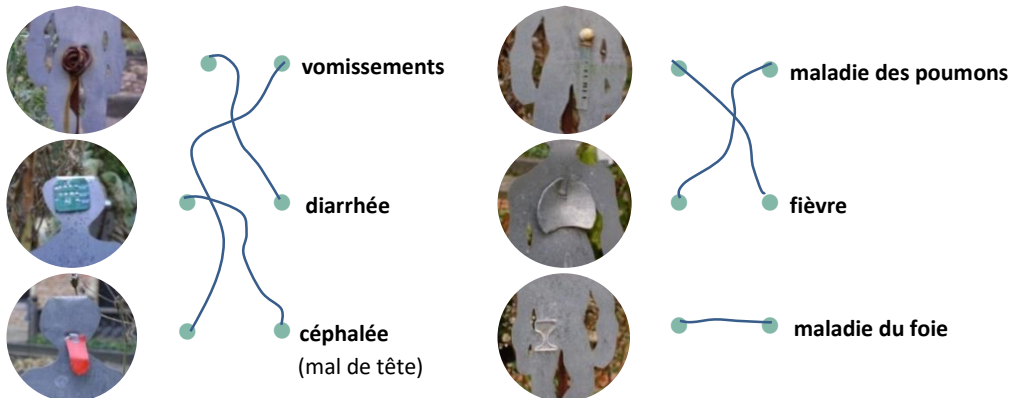 vomissements
diarrhée
céphalée
(mal de tête)
maladie des poumons
fièvre
maladie du foie